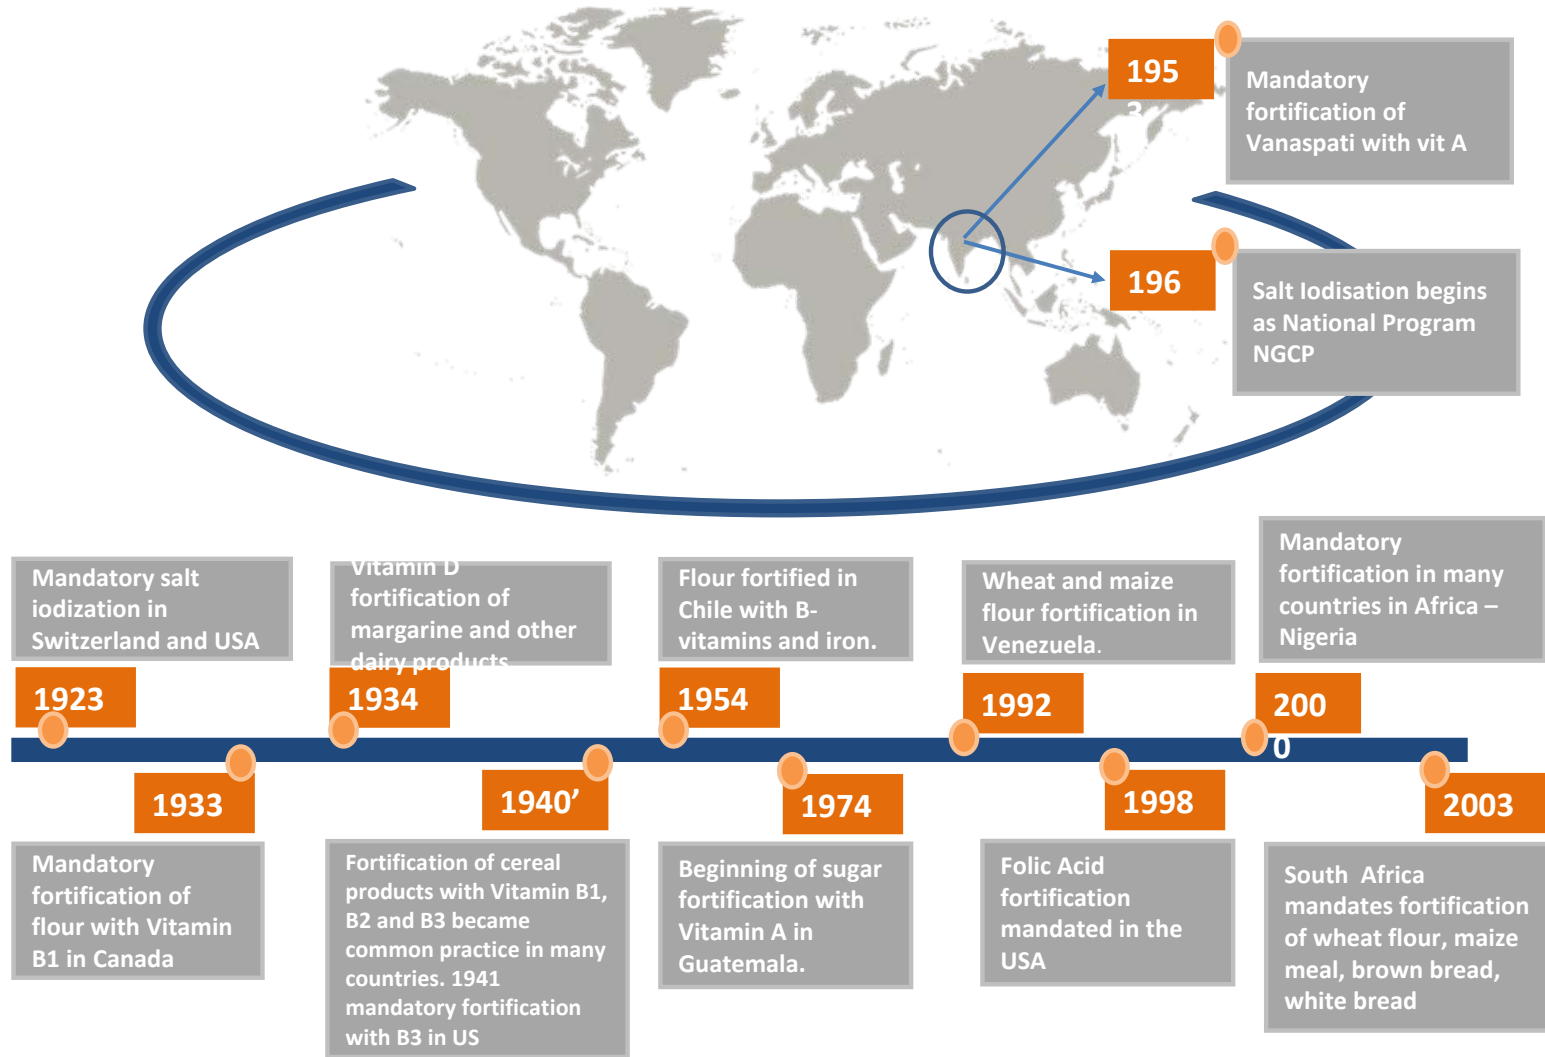 195
3
Mandatory
fortification of
Vanaspati with vit A
196
Salt Iodisation begins
as National Program
NGCP
Mandatory salt
iodization in
Switzerland and USA
1923
Vitamin D
fortification of
margarine and other
dairy products
1934
Flour fortified in
Chile with B-
vitamins and iron.
1954
Wheat and maize
flour fortification in
Venezuela.
1992
Mandatory
fortification in many
countries in Africa –
Nigeria
200
0
1933
Mandatory
fortification of
flour with Vitamin
B1 in Canada
1940’
Fortification of cereal
products with Vitamin B1,
B2 and B3 became
common practice in many
countries. 1941
mandatory fortification
with B3 in US
1974
Beginning of sugar
fortification with
Vitamin A in
Guatemala.
1998
Folic Acid
fortification
mandated in the
USA
2003
South  Africa
mandates fortification
of wheat flour, maize
meal, brown bread,
white bread